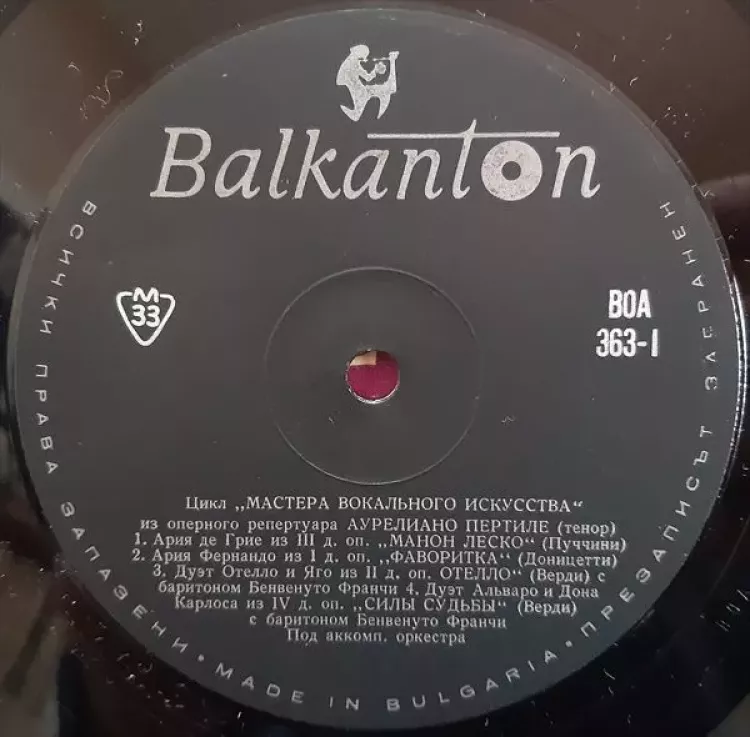 Balkanton
M
33
BOA
363-I
Цикл „МАСТЕРА ВОКАЛЬНОГО ИСКУССТВА“
из оперного репертуара АУРЕЛИАНО ПЕРТИЛЕ (тенор)
1. Ария де Грие из III д. оп. „МАНОН ЛЕСКО“ (Пуччини)
2. Ария Фернандо из 1 д. оп. „ФАВОРИТКА“ (Доницетти)
3. Дуэт Отелло и Яго из II д. оп. ОТЕЛЛО“ (Верди) с
баритоном Бенвенуто Франчи 4. Дуэт Альваро и Дона
Карлоса из IV д. оп. „СИЛЫ СУДЬБЫ“ (Верди)
с баритоном Бенвенуто Франчи
Под аккомп. оркестра
ВСИЧКИ ПРАВА ЗАПАЗЕНИ • MADE IN BULGARIA • ПРЕЗАПИСЪТ ЗАБРАНЕН